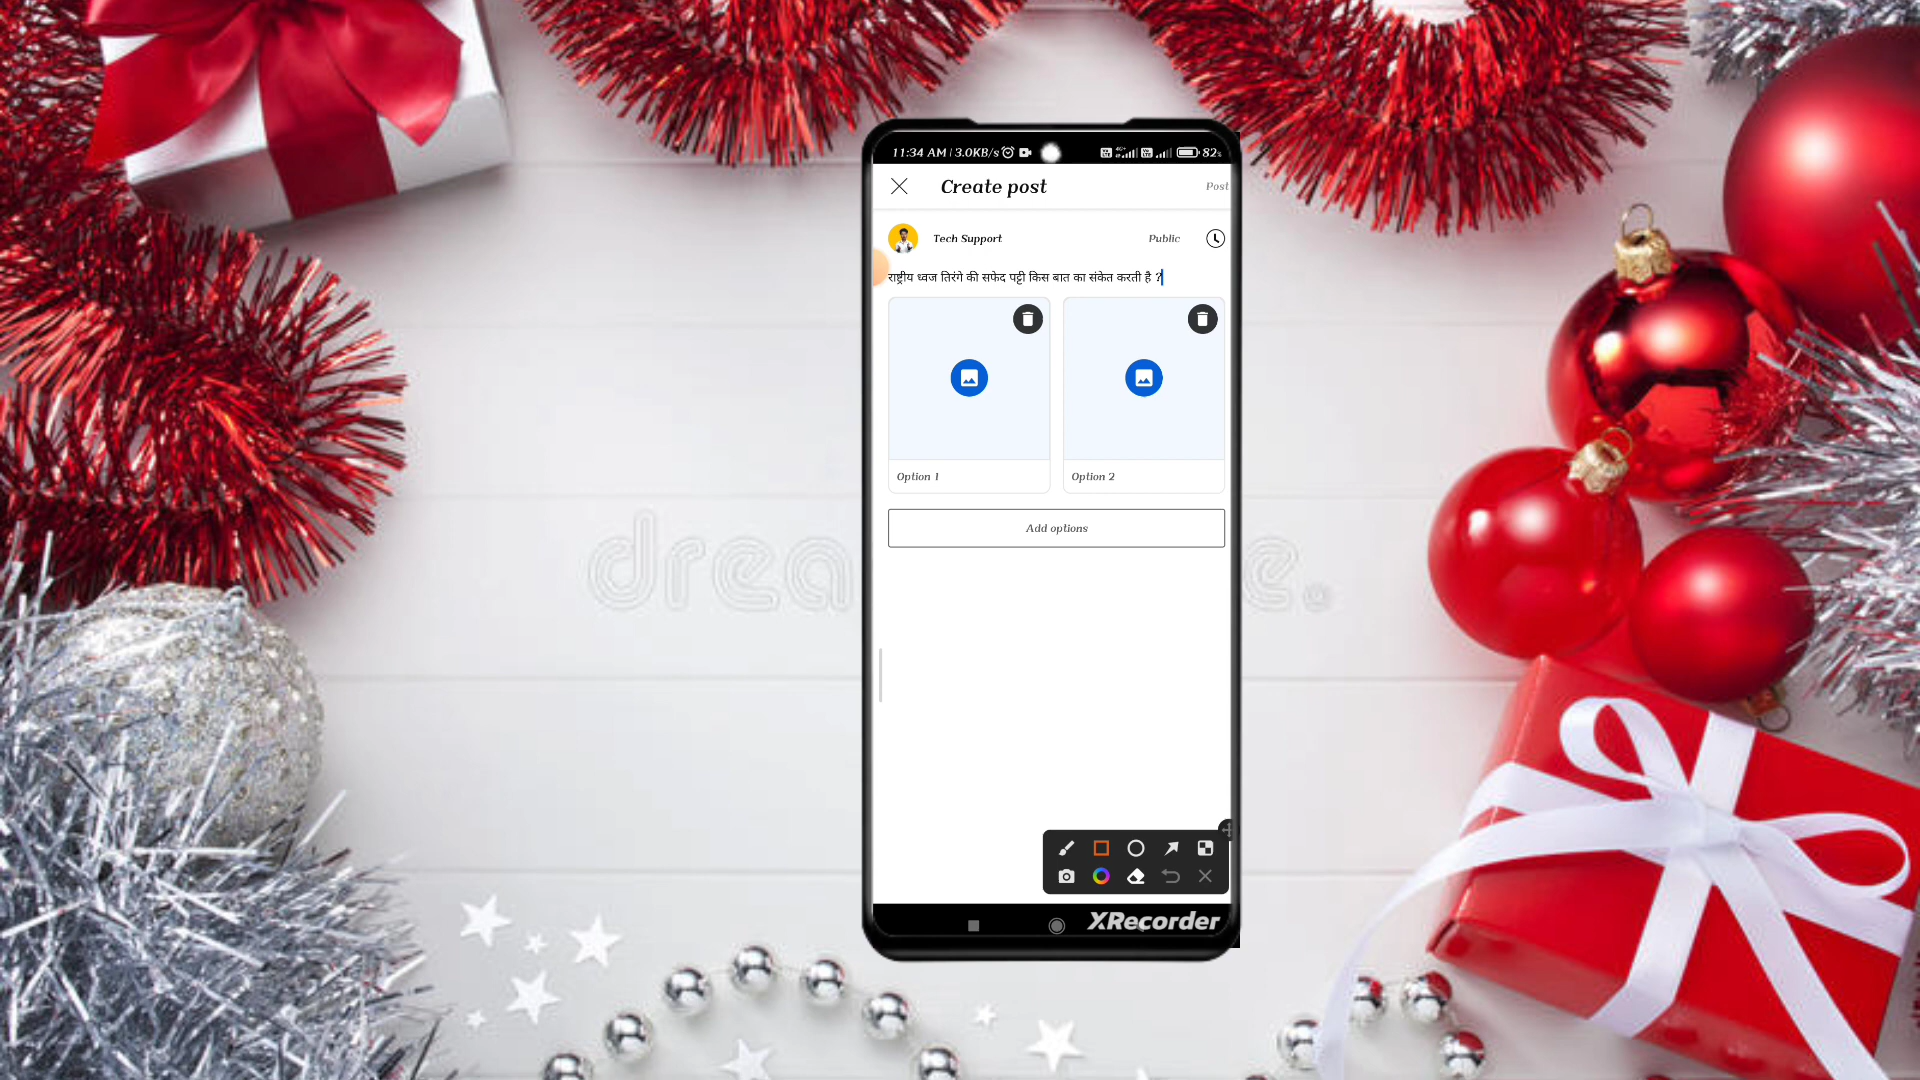 11:34 AM | 3.0KB/s
82
Create post
Post
Tech Support
Public
राष्ट्रीय ध्वज तिरंगे की सफेद पट्टी किस बात का संकेत करती है ?
Option 1
Option 2
Add options
drea
e.
XRecorder